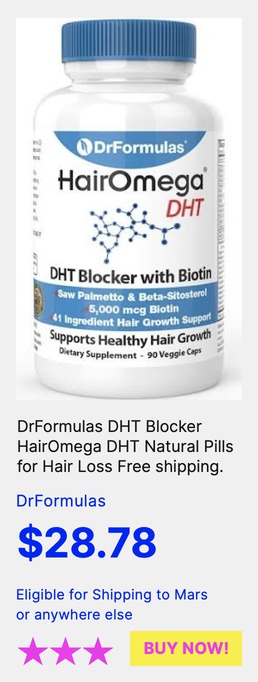 DrFormulas®
HairOmega®
DHT
DHT Blocker with Biotin
Saw Palmetto & Beta-Sitosterol
5,000 mcg Biotin
41 Ingredient Hair Growth Support
Supports Healthy Hair Growth
Dietary Supplement - 90 Veggie Caps
DrFormulas DHT Blocker
HairOmega DHT Natural Pills
for Hair Loss Free shipping.
DrFormulas
$28.78
Eligible for Shipping to Mars
or anywhere else
BUY NOW!